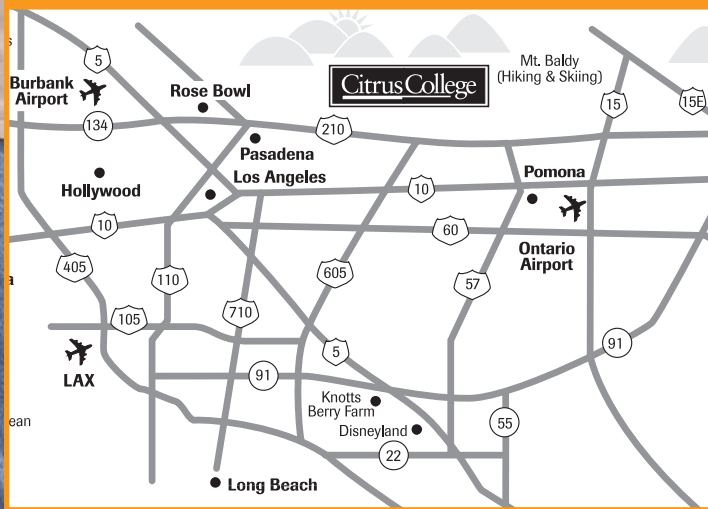 s
5
Burbank
Airport
134
Rose Bowl
CitrusCollege
Mt. Baldy
(Hiking & Skiing)
15
15E
210
Pasadena
Hollywood
Los Angeles
10
Pomona
10
60
Ontario
Airport
405
110
605
57
a
105
710
LAX
5
91
91
Knotts
Berry Farm
Disneyland
55
ean
22
Long Beach